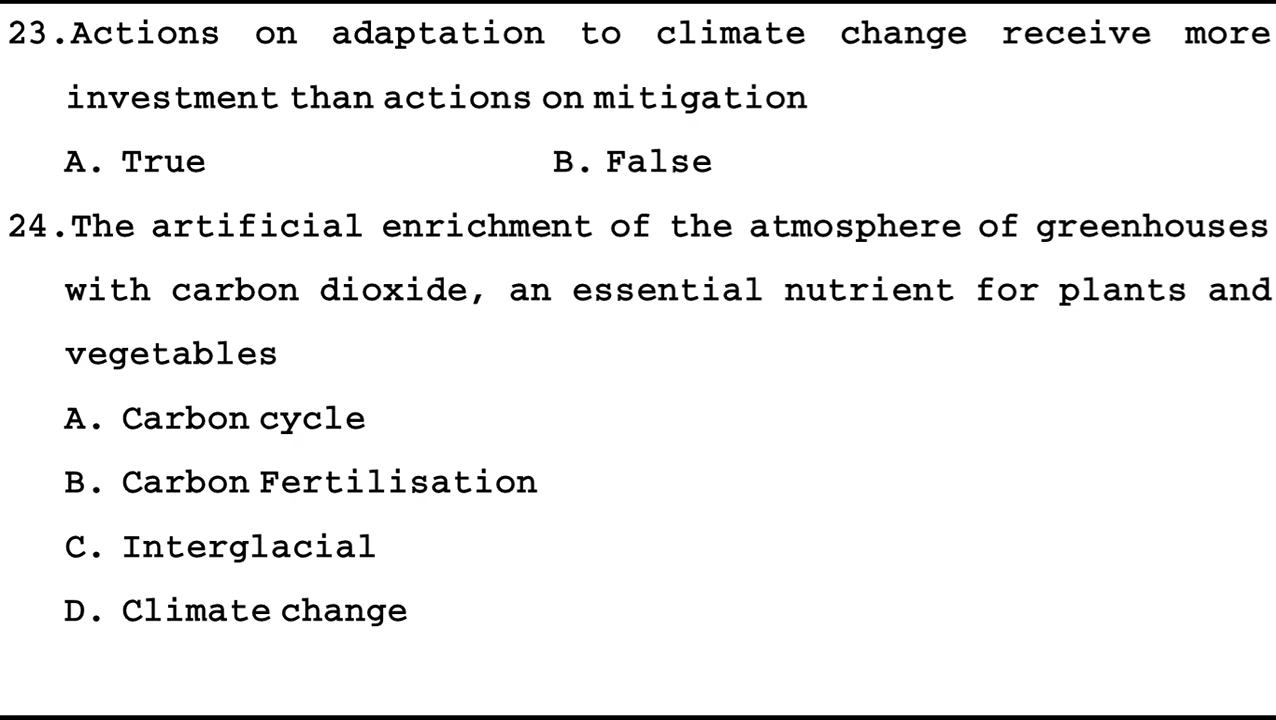 23.Actions on adaptation to climate change receive more
investment than actions on mitigation
A. True B. False
24.The artificial enrichment of the atmosphere of greenhouses
with carbon dioxide, an essential nutrient for plants and
vegetables
A. Carbon cycle
B. Carbon Fertilisation
C. Interglacial
D. Climate change